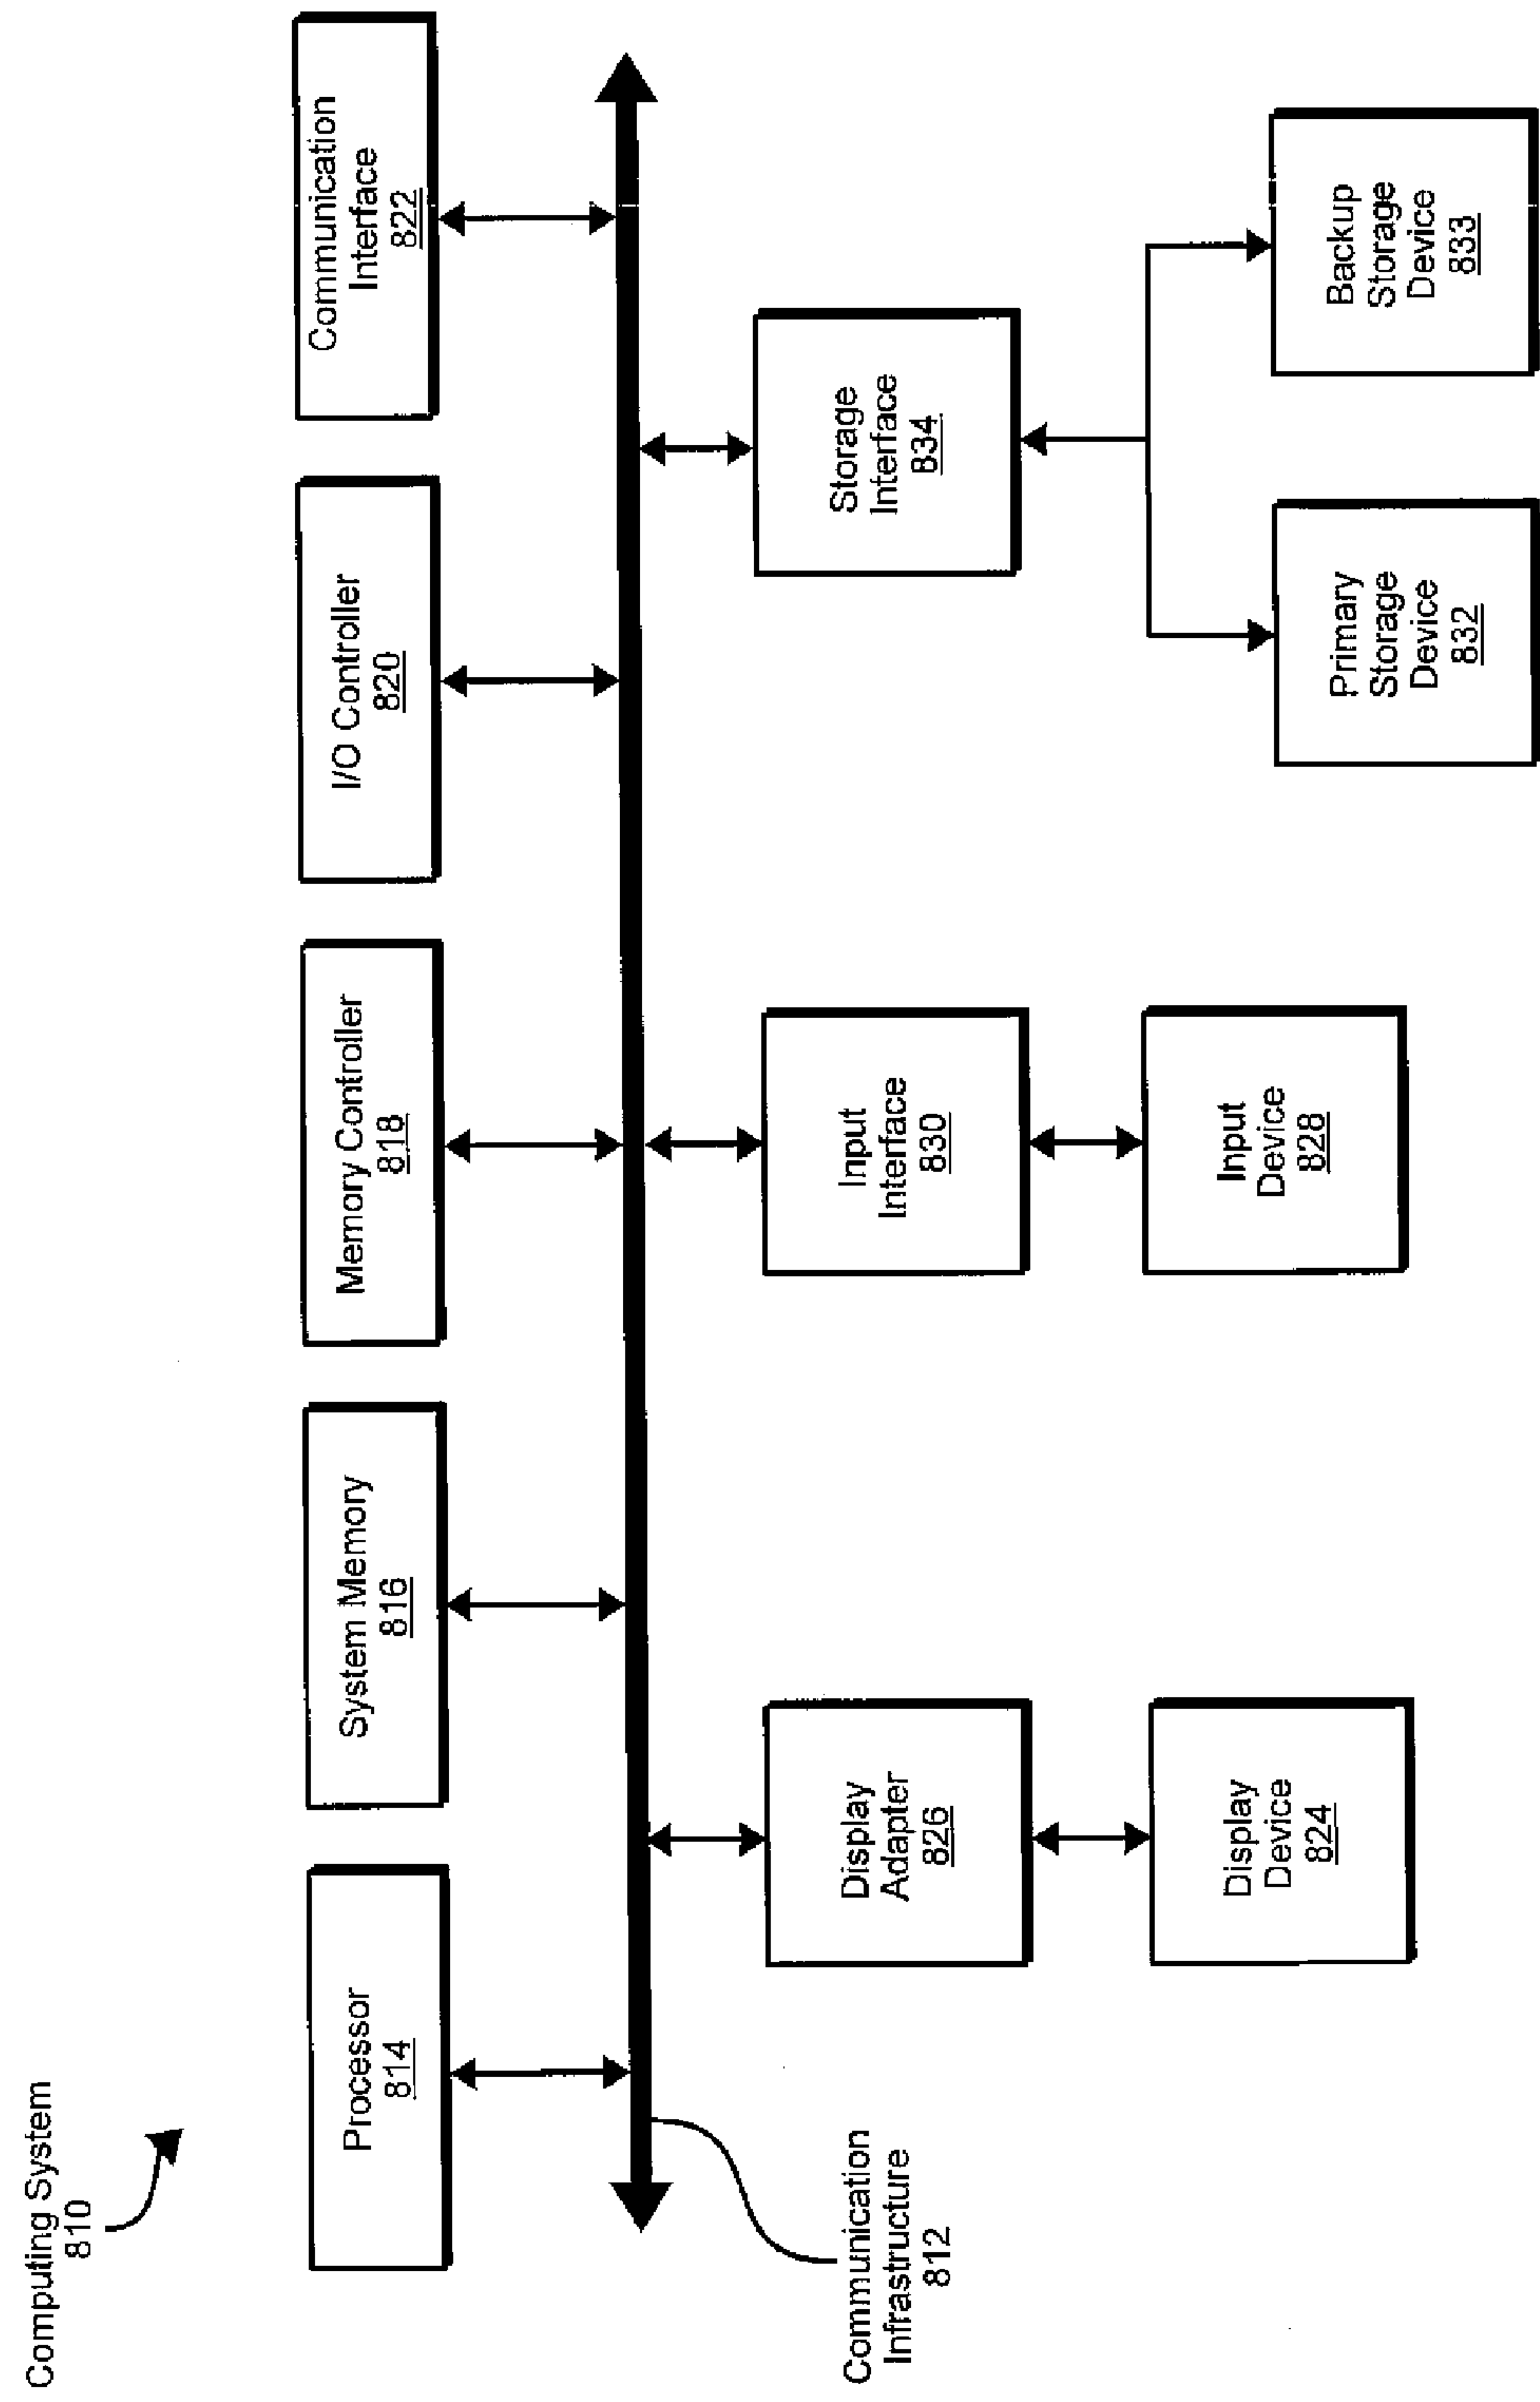 Computing System
810
Processor
814
System Memory
816
Memory Controller
818
I/O Controller
820
Communication
Interface
822
Communication
Infrastructure
812
Display
Adapter
826
Input
Interface
830
Storage
Interface
834
Display
Device
824
Input
Device
828
Primary
Storage
Device
832
Backup
Storage
Device
833